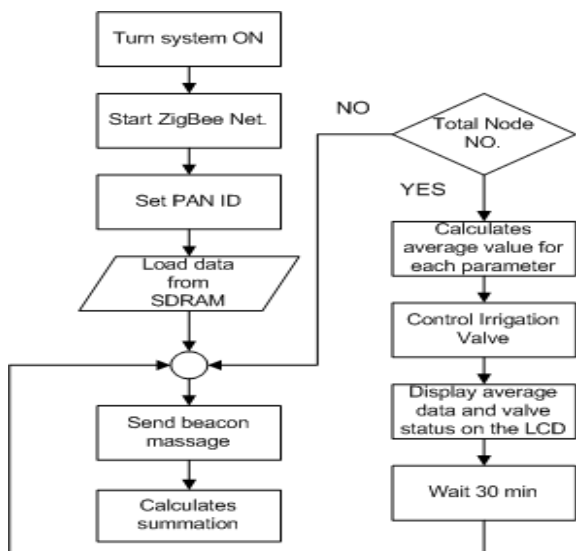 Turn system ON
Start ZigBee Net.
Set PAN ID
Load data
from
SDRAM
Send beacon
massage
Calculates
summation
NO
Total Node
NO.
YES
Calculates
average value for
each parameter
Control Irrigation
Valve
Display average
data and valve
status on the LCD
Wait 30 min